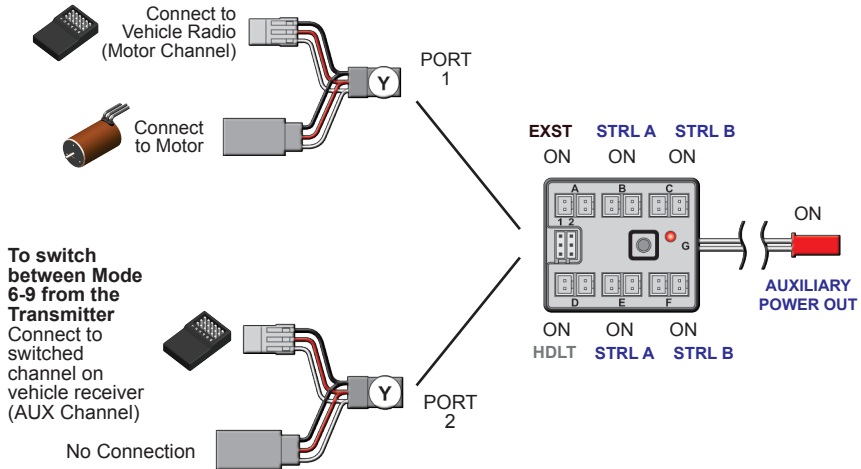 Connect to
Vehicle Radio
(Motor Channel)
Y
PORT
1
Connect
to Motor
EXST STRL A STRL B
ON ON ON
A B C
1 2
G
D E F
ON
AUXILIARY
POWER OUT
ON ON ON
HDLT STRL A STRL B
To switch
between Mode
6-9 from the
Transmitter
Connect to
switched
channel on
vehicle receiver
(AUX Channel)
Y
PORT
2
No Connection